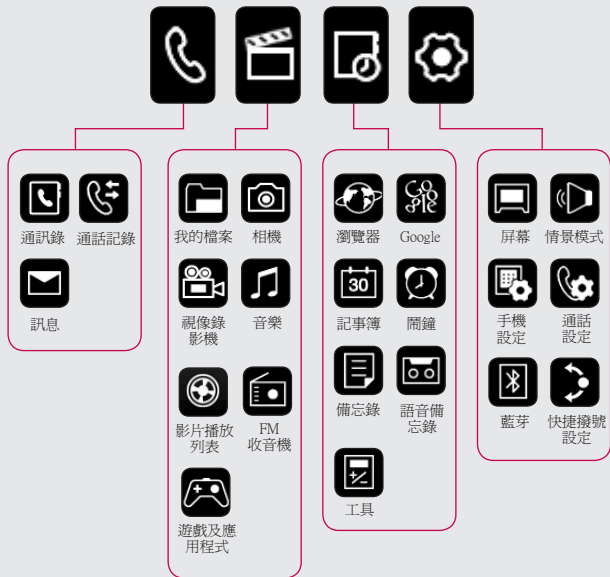 通訊錄
通話記錄
訊息
我的檔案
相機
視像錄
影機
音樂
影片播放
列表
FM
收音機
遊戲及應
用程式
瀏覽器
Google
Google
30
記事簿
鬧鐘
備忘錄
語音備
忘錄
工具
屏幕
情景模式
手機
設定
通話
設定
藍芽
快捷撥號
設定